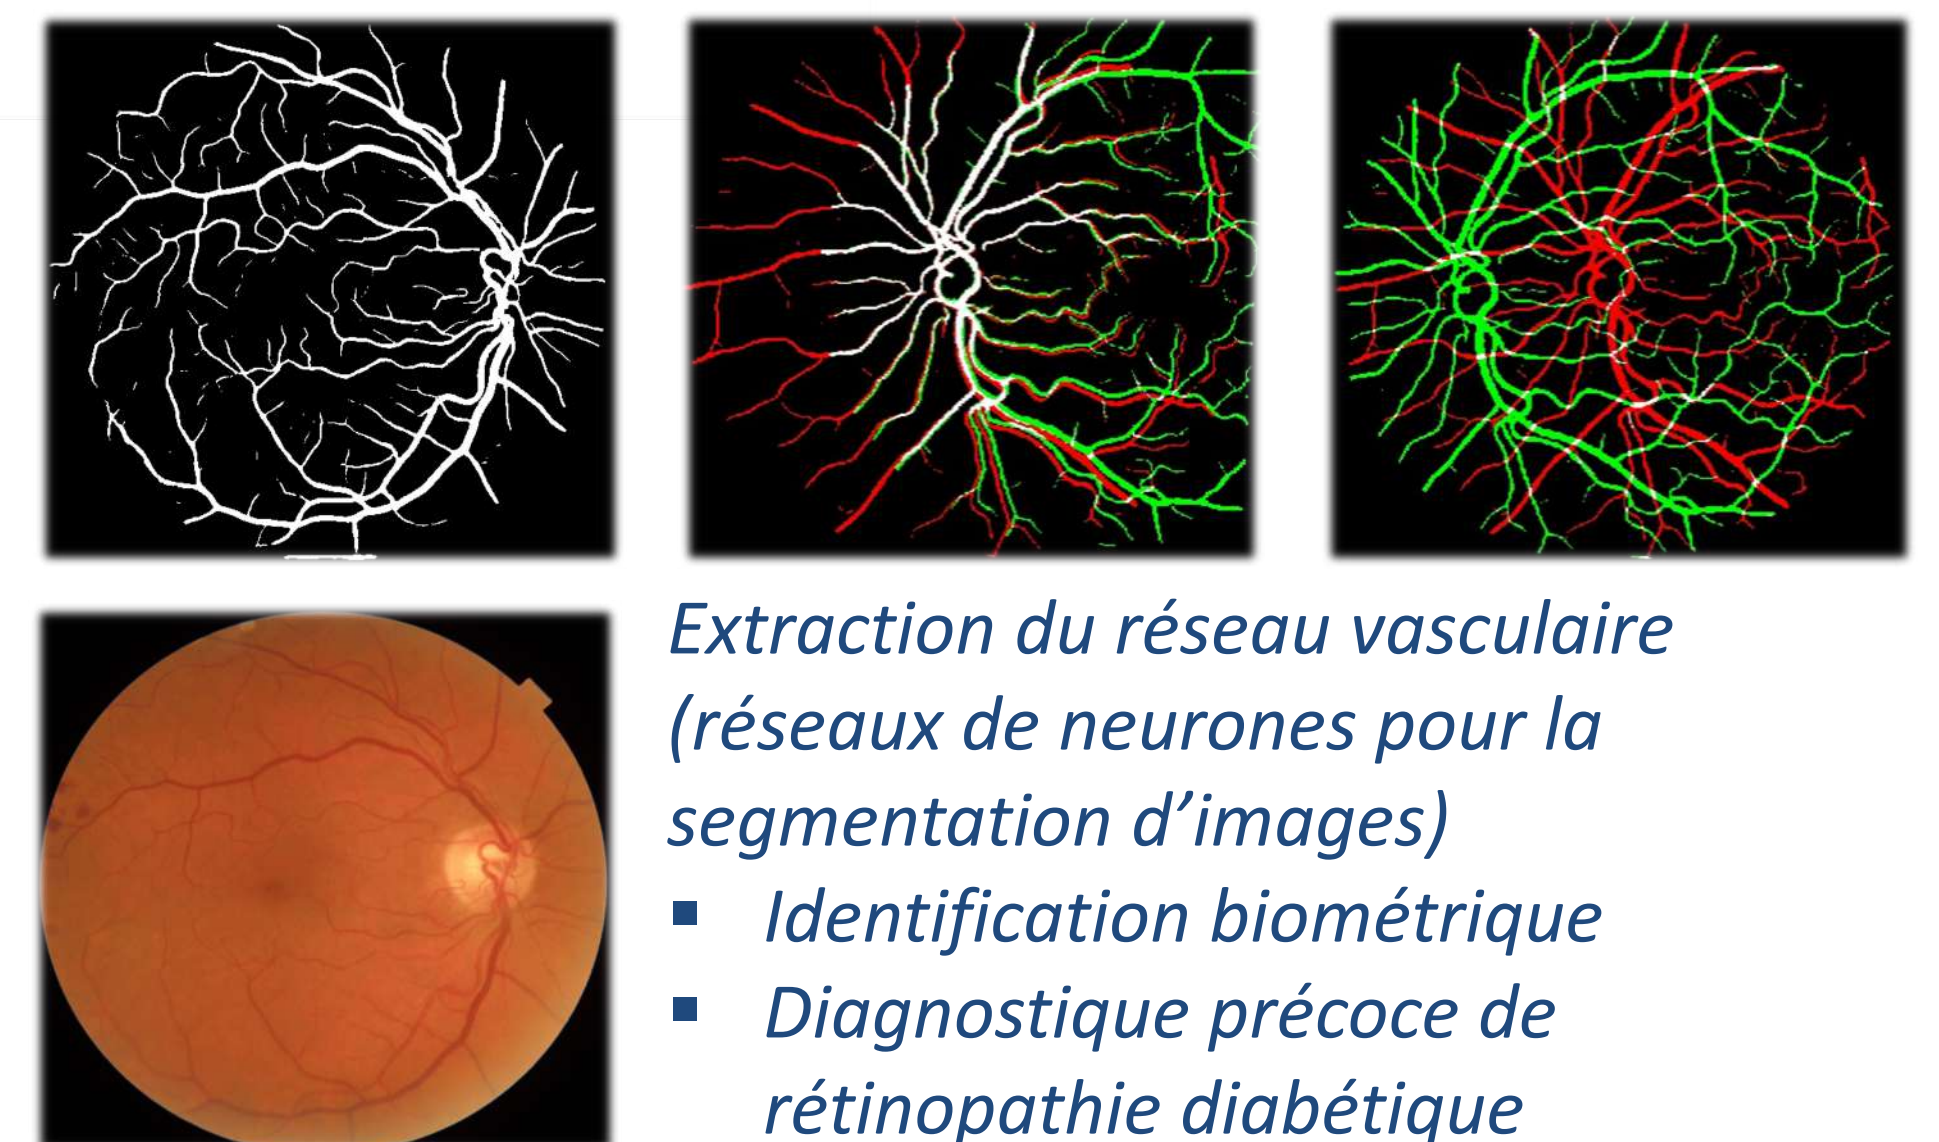 Extraction du réseau vasculaire
(réseaux de neurones pour la
segmentation d’images)
▪ Identification biométrique
▪ Diagnostique précoce de
rétinopathie diabétique